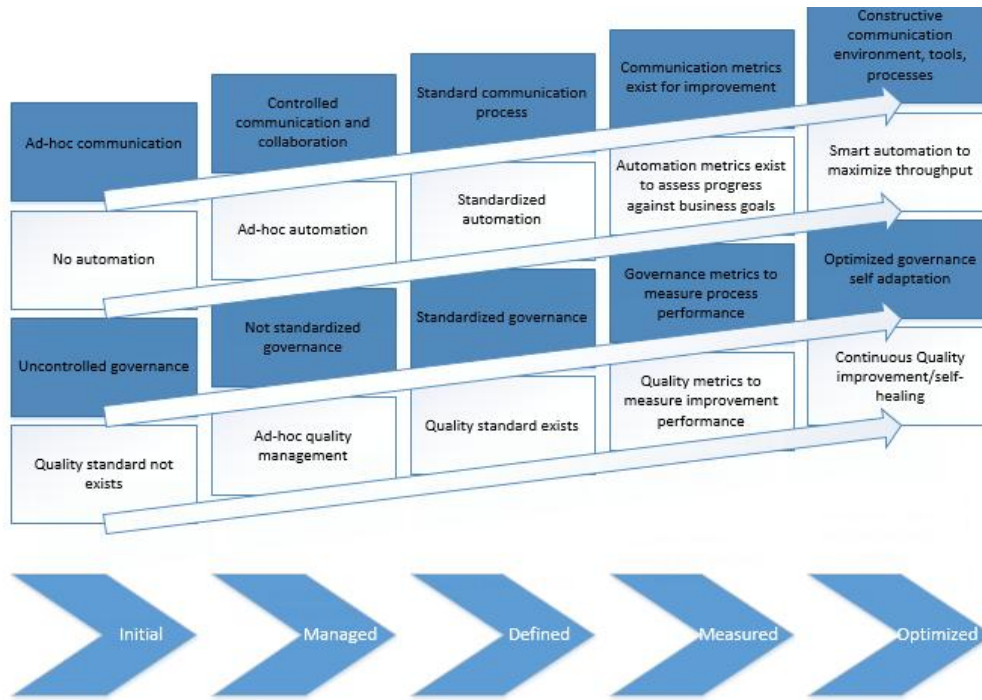 Ad-hoc communication
No automation
Uncontrolled governance
Quality standard not
exists
Controlled
communication and
collaboration
Ad-hoc automation
Not standardized
governance
Ad-hoc quality
management
Standard communication
process
Standardized
automation
Standardized governance
Quality standard exists
Communication metrics
exist for improvement
Automation metrics exist
to assess progress
against business goals
Governance metrics to
measure process
performance
Quality metrics to
measure improvement
performance
Constructive
communication
environment, tools,
processes
Smart automation to
maximize throughput
Optimized governance
self adaptation
Continuous Quality
improvement/self-
healing
Initial
Managed
Defined
Measured
Optimized